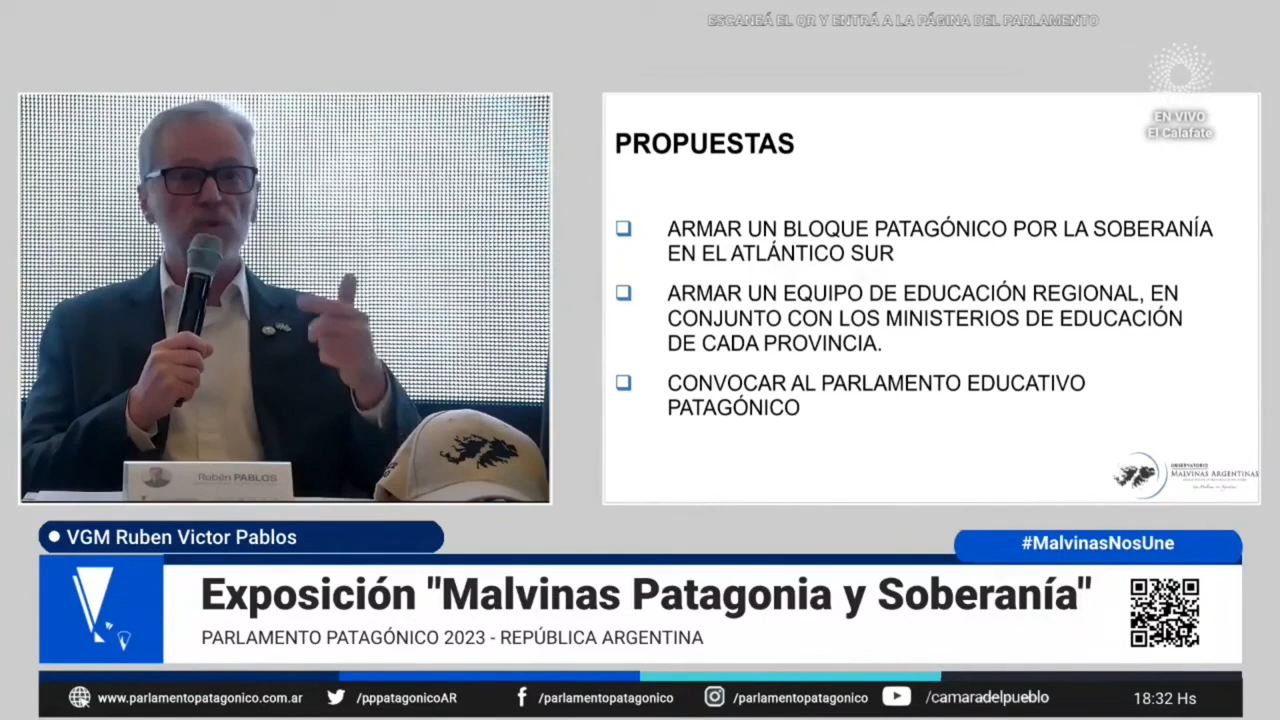 ESCANEÁ EL QR Y ENTRÁ A LA PÁGINA DEL PARLAMENTO
EN VIVO
El Calafate
PROPUESTAS
ARMAR UN BLOQUE PATAGÓNICO POR LA SOBERANÍA
EN EL ATLÁNTICO SUR
ARMAR UN EQUIPO DE EDUCACIÓN REGIONAL, EN
CONJUNTO CON LOS MINISTERIOS DE EDUCACIÓN
DE CADA PROVINCIA.
CONVOCAR AL PARLAMENTO EDUCATIVO
PATAGÓNICO
OBSERVATORIO
MALVINAS ARGENTINAS
Rubén PABLOS
VGM Ruben Victor Pablos
#MalvinasNosUne
Exposición "Malvinas Patagonia y Soberanía"
PARLAMENTO PATAGÓNICO 2023 - REPÚBLICA ARGENTINA
www.parlamentopatagonico.com.ar
/pppatagonicoAR
/parlamentopatagonico
/parlamentopatagonico
/camaradelpueblo
18:32 Hs